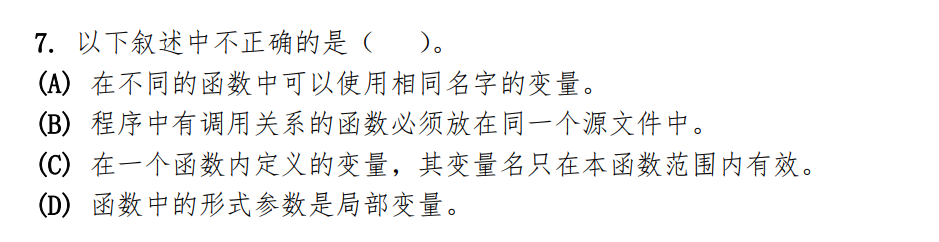 7. 以下叙述中不正确的是（  ）。
(A) 在不同的函数中可以使用相同名字的变量。
(B) 程序中有调用关系的函数必须放在同一个源文件中。
(C) 在一个函数内定义的变量，其变量名只在本函数范围内有效。
(D) 函数中的形式参数是局部变量。